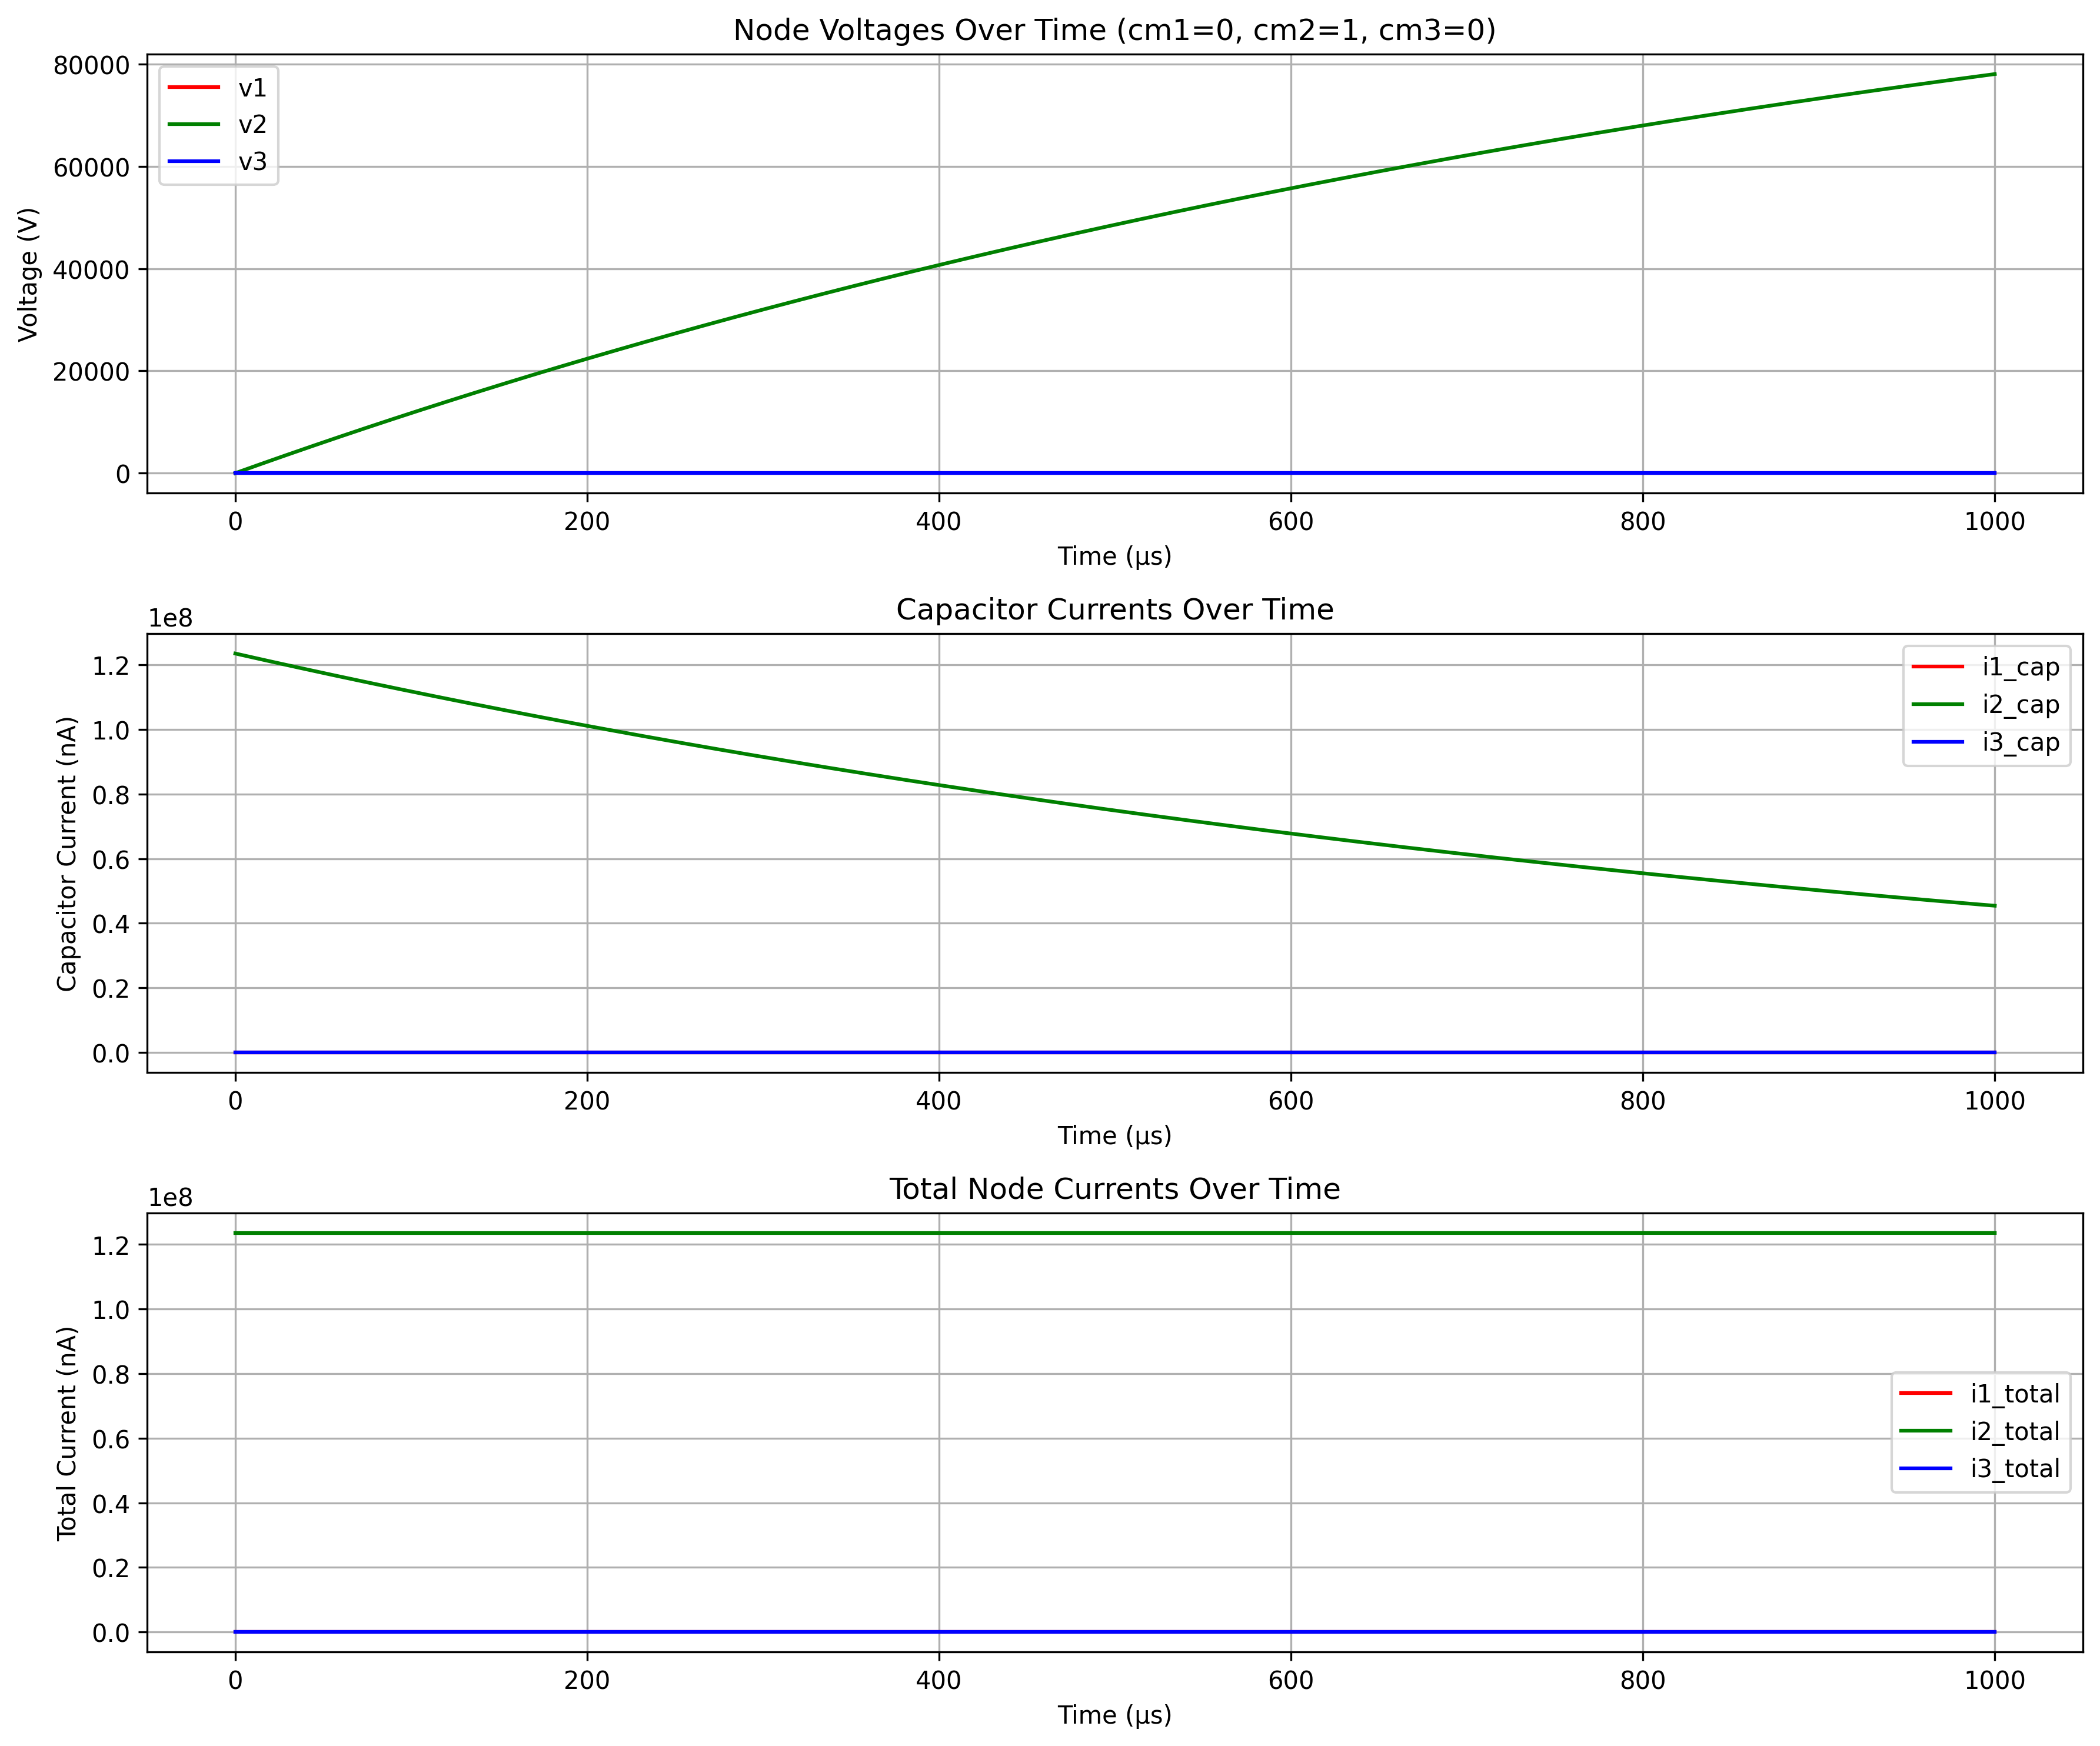 Node Voltages Over Time (cm1=0, cm2=1, cm3=0)
80000
60000
40000
20000
0
Voltage (V)
v1
v2
v3
0 200 400 600 800 1000
Time (µs)
Capacitor Currents Over Time
1e8
1.2
1.0
0.8
0.6
0.4
0.2
0.0
Capacitor Current (nA)
i1_cap
i2_cap
i3_cap
0 200 400 600 800 1000
Time (µs)
Total Node Currents Over Time
1e8
1.2
1.0
0.8
0.6
0.4
0.2
0.0
Total Current (nA)
i1_total
i2_total
i3_total
0 200 400 600 800 1000
Time (µs)